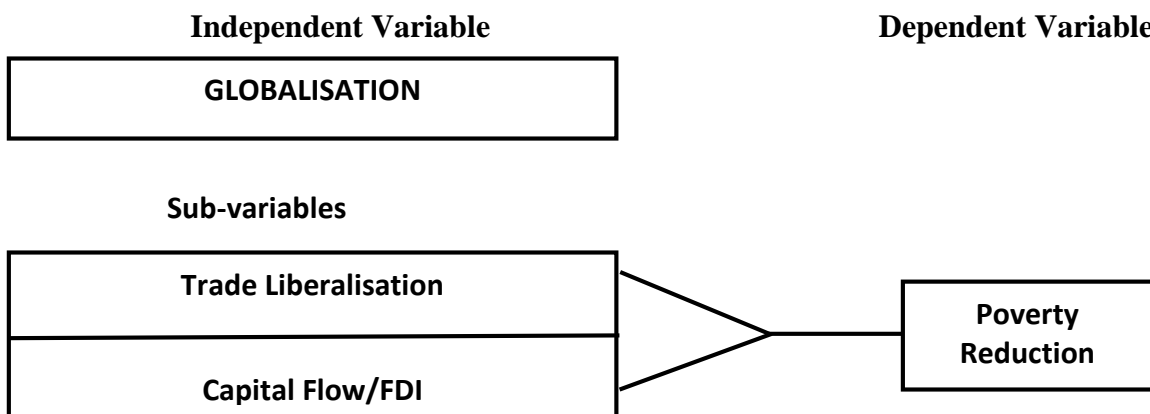 Independent Variable
Dependent Variable
GLOBALISATION
Sub-variables
Trade Liberalisation
Capital Flow/FDI
Poverty
Reduction